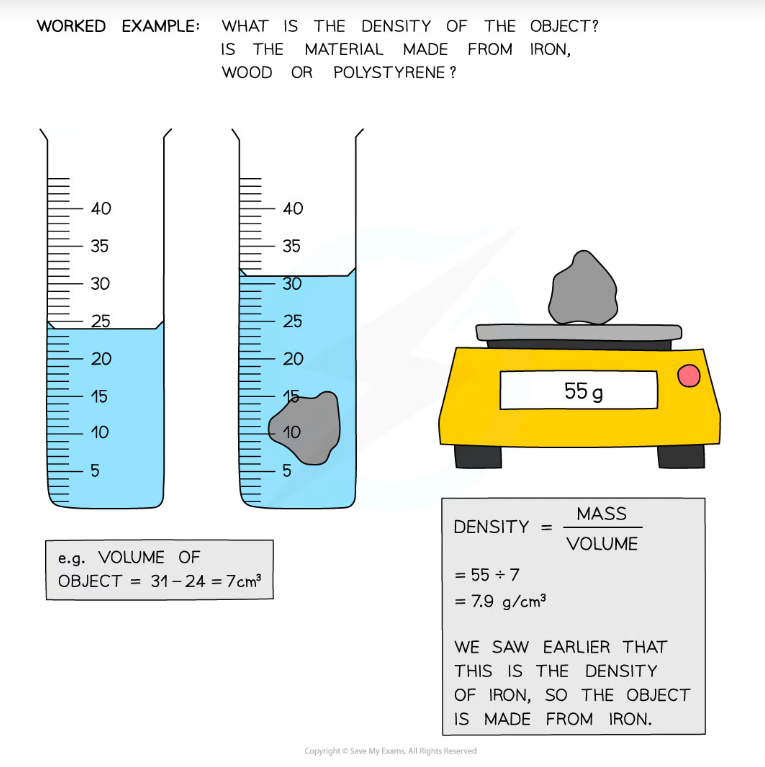 WORKED EXAMPLE: WHAT IS THE DENSITY OF THE OBJECT?
IS THE MATERIAL MADE FROM IRON,
WOOD OR POLYSTYRENE?
40
35
30
25
20
15
10
5
40
35
30
25
20
15
10
5
55 g
e.g. VOLUME OF
OBJECT = 31 – 24 = 7cm³
DENSITY = MASS
VOLUME
= 55 ÷ 7
= 7.9 g/cm³
WE SAW EARLIER THAT
THIS IS THE DENSITY
OF IRON, SO THE OBJECT
IS MADE FROM IRON.
Copyright © Save My Exams. All Rights Reserved